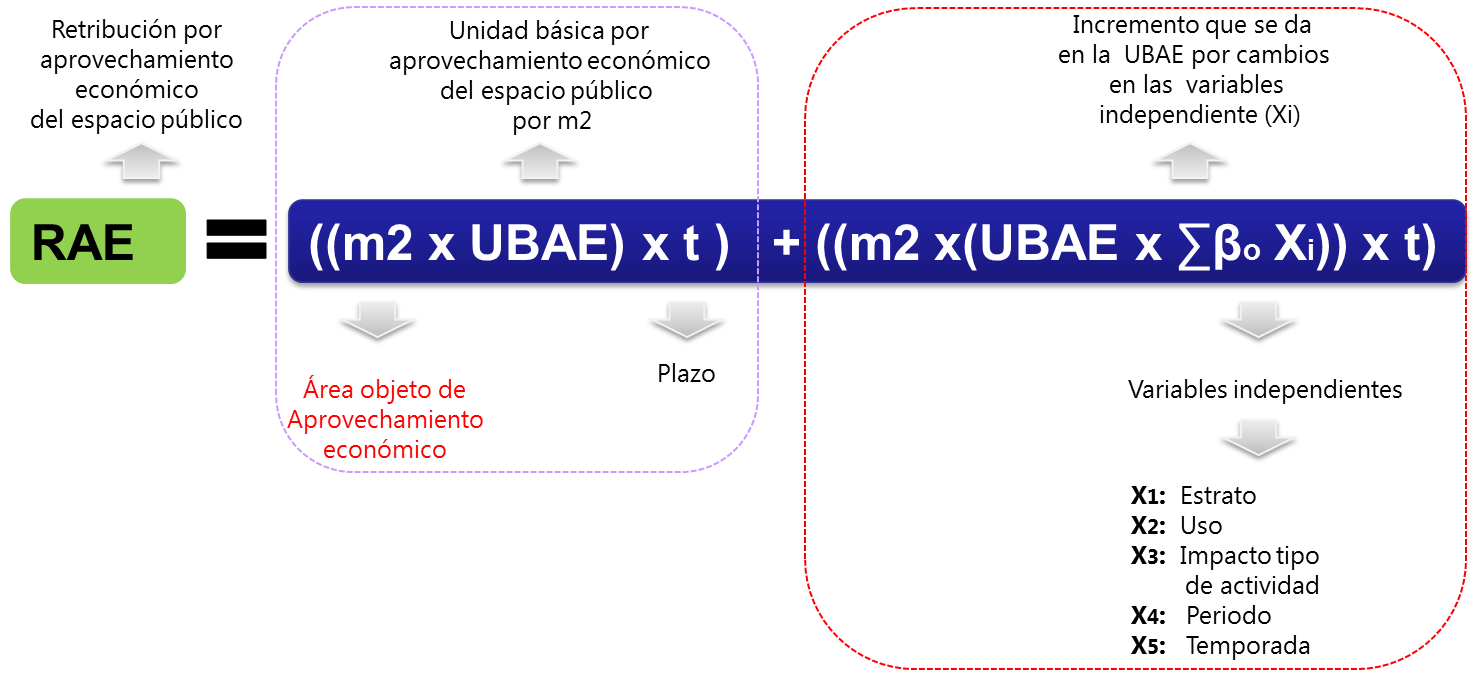 Retribución por
aprovechamiento
económico
del espacio público
Unidad básica por
aprovechamiento económico
del espacio público
por m2
Incremento que se da
en la UBAE por cambios
en las variables
independiente (Xi)
RAE = ((m2 x UBAE) x t ) + ((m2 x(UBAE x ∑βₒ Xᵢ)) x t)
Área objeto de
Aprovechamiento
económico
Plazo
Variables independientes
X1: Estrato
X2: Uso
X3: Impacto tipo
de actividad
X4: Periodo
X5: Temporada